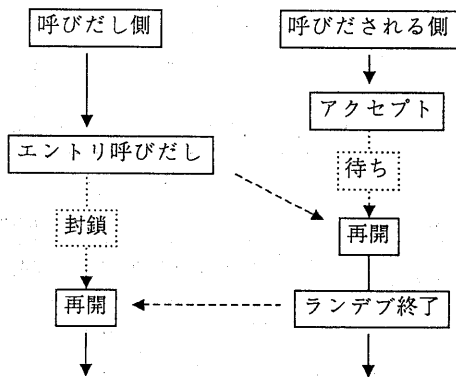 呼びだし側
呼びだされる側
アクセプト
エントリ呼びだし
待ち
封鎖
再開
再開
ランデブ終了